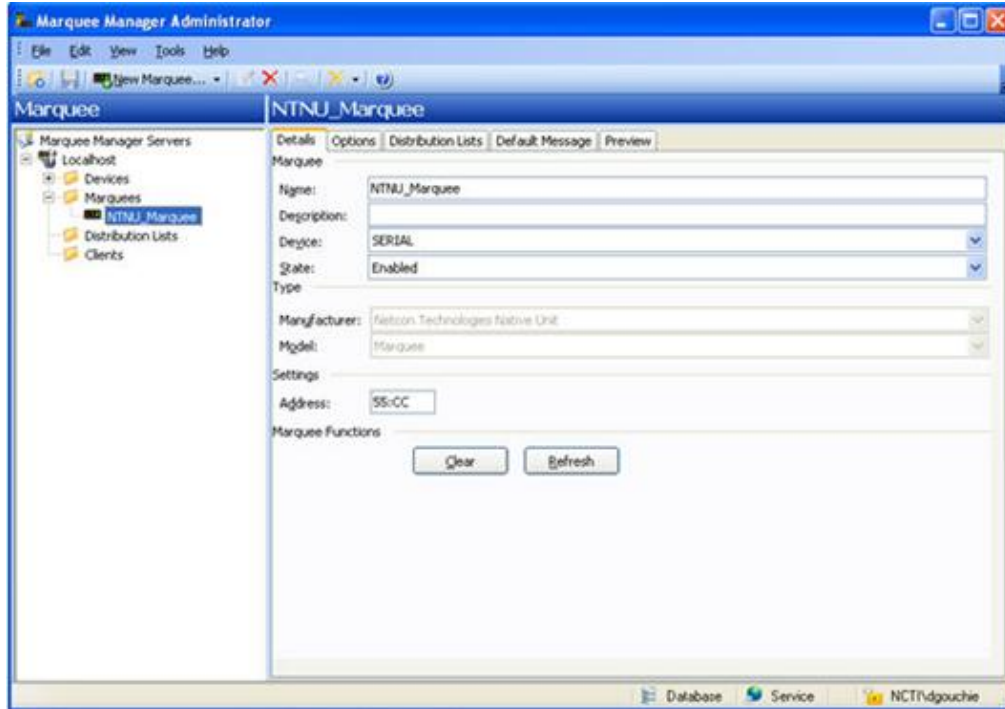 Marquee Manager Administrator
File Edit View Tools Help
New Marquee...
Marquee
NTNU_Marquee
Marquee Manager Servers
Localhost
Devices
Marquees
NTNU_Marquee
Distribution Lists
Clients
Details Options Distribution Lists Default Message Preview
Marquee
Name: NTNU_Marquee
Description:
Device: SERIAL
State: Enabled
Type
Manufacturer: Netcon Technologies Native Unit
Model: Marquee
Settings
Address: SS:CC
Marquee Functions
Clear Refresh
Database Service NCTI\dgouchie